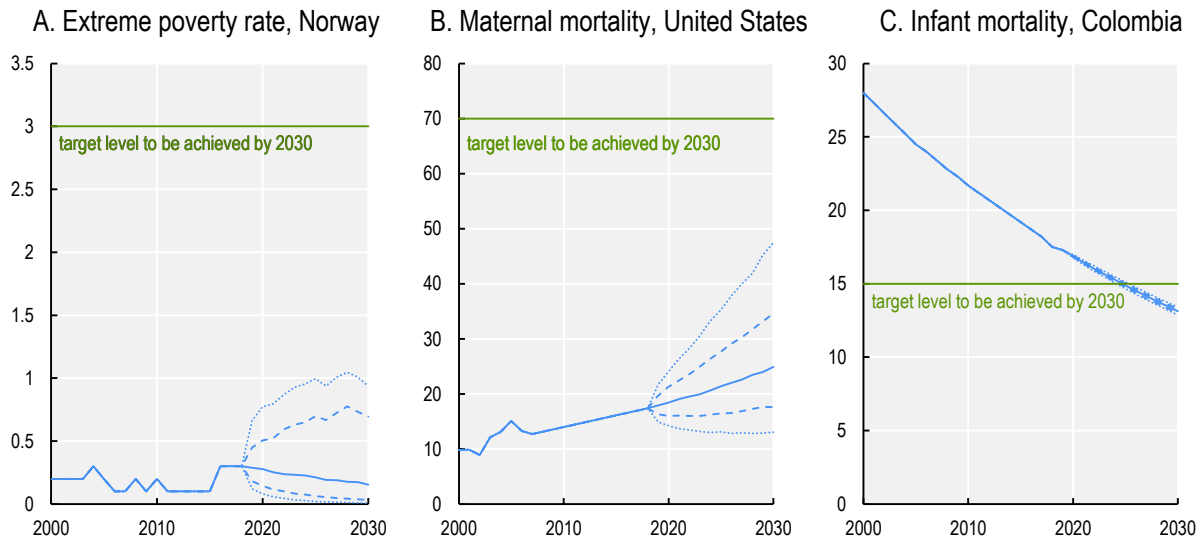 A. Extreme poverty rate, Norway
3.5
3
target level to be achieved by 2030
2.5
2
1.5
1
0.5
0
2000 2010 2020 2030
B. Maternal mortality, United States
80
70
target level to be achieved by 2030
60
50
40
30
20
10
0
2000 2010 2020 2030
C. Infant mortality, Colombia
30
25
20
15
target level to be achieved by 2030
10
5
0
2000 2010 2020 2030